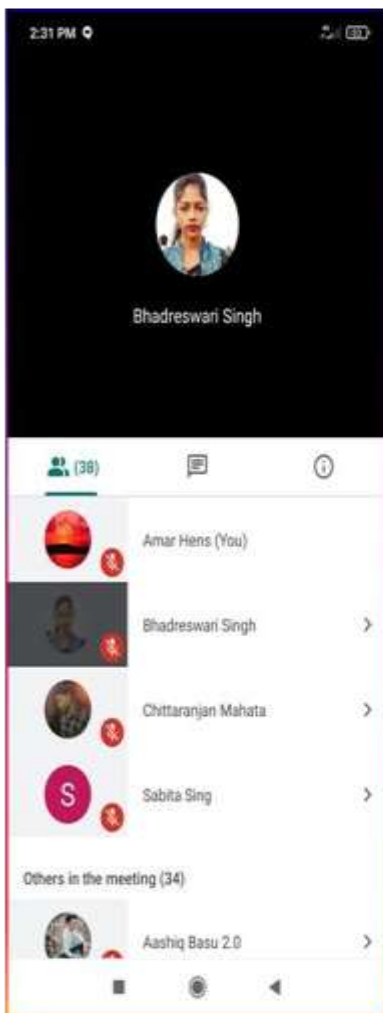 2:31 PM
Bhadreswari Singh
(38)
Amar Hens (You)
Bhadreswari Singh
Chittaranjan Mahata
S
Sabita Sing
Others in the meeting (34)
Aashiq Basu 2.0